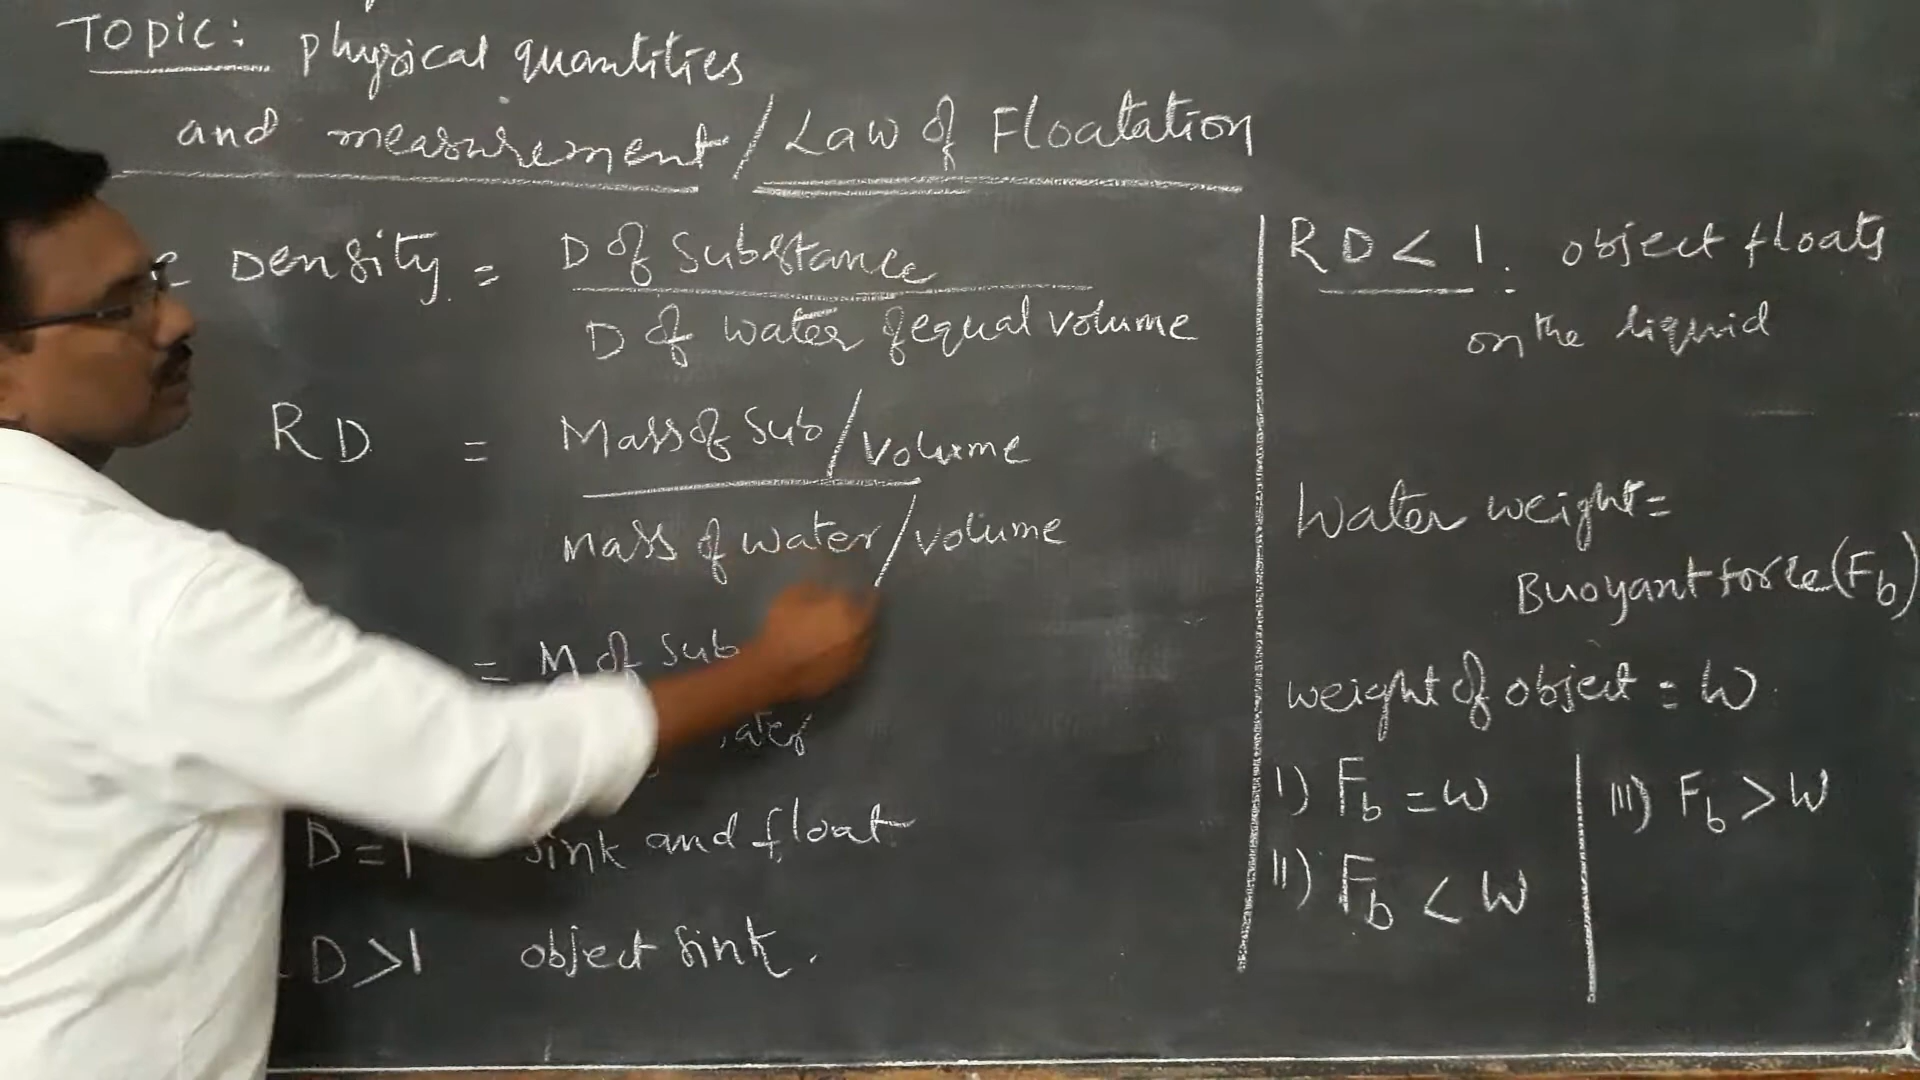 Topic: Physical quantities
and measurement / Law of Floatation
Density = D of Substance
D of water of equal volume
RD = Mass of Sub / volume
mass of water / volume
= M of Sub
D=1 sink and float
D>1 object sink.
RD < 1: object floats
on the liquid
Water weight =
Buoyant force (Fb)
weight of object = W
I) Fb = W
II) Fb < W
III) Fb > W